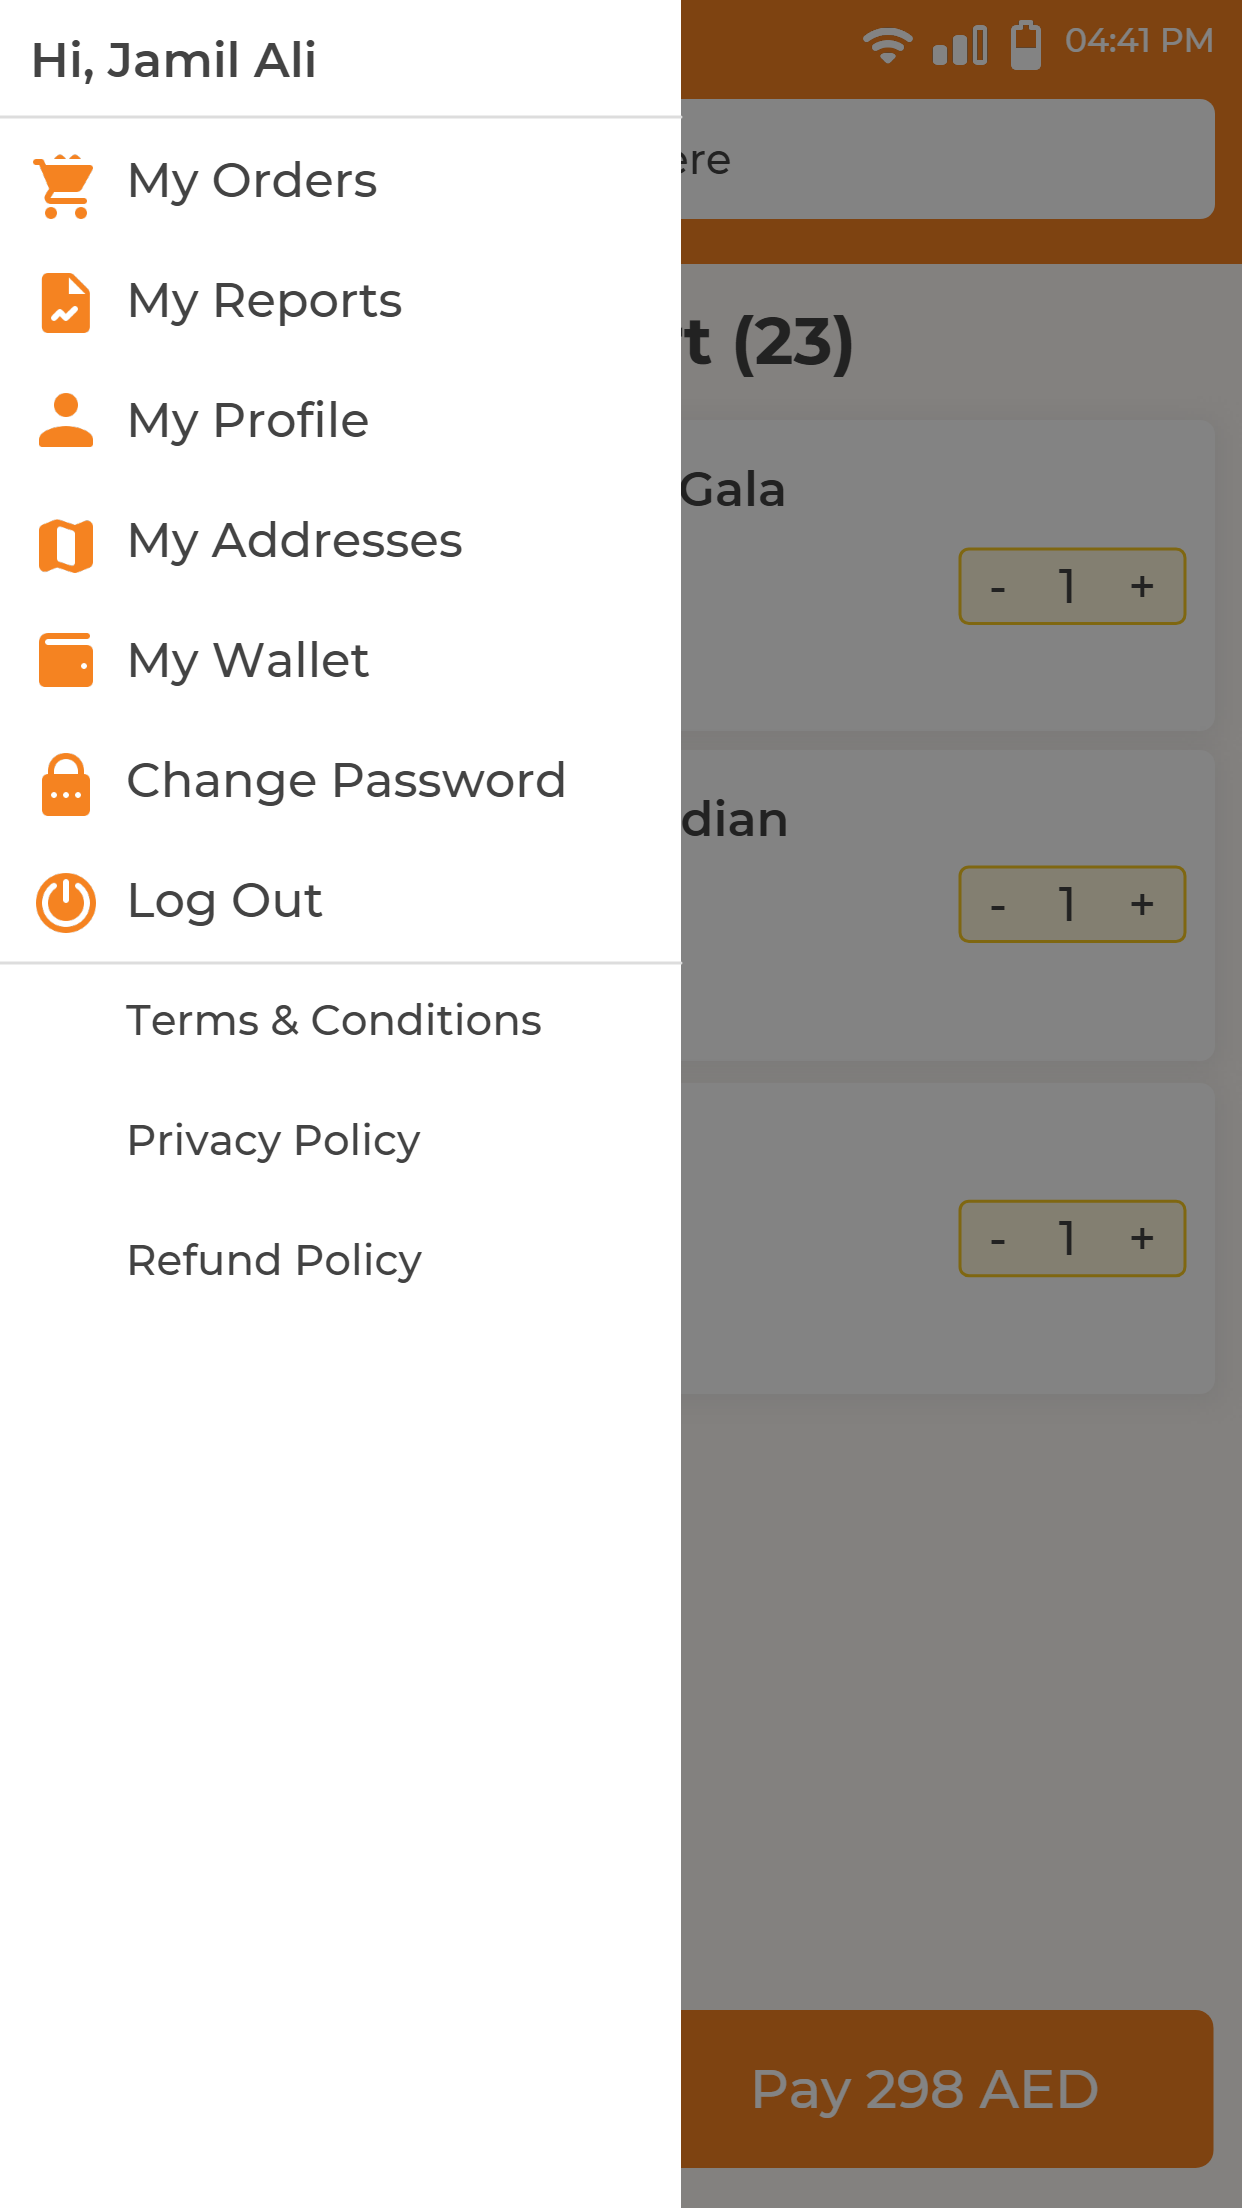 Hi, Jamil Ali
My Orders
My Reports
My Profile
My Addresses
My Wallet
Change Password
Log Out
Terms & Conditions
Privacy Policy
Refund Policy
04:41 PM
ere
rt (23)
Gala
- 1 +
dian
- 1 +
- 1 +
Pay 298 AED